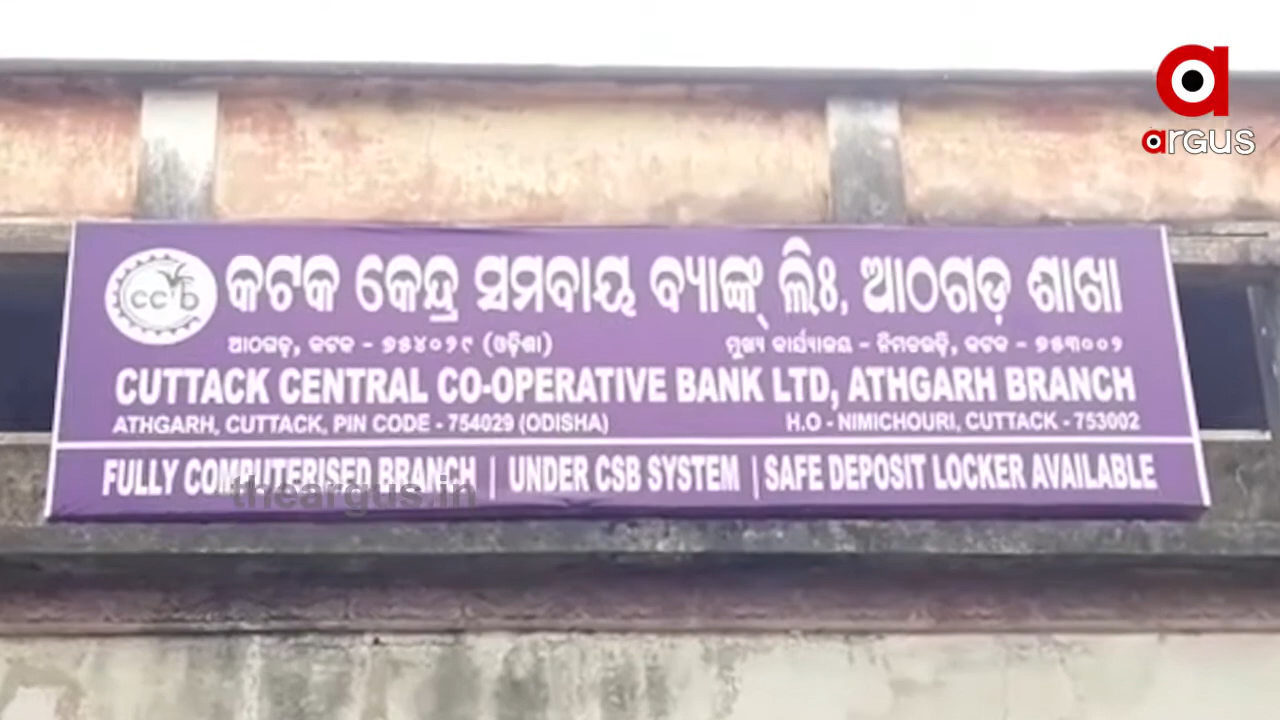 argus
ccb
କଟକ କେନ୍ଦ୍ର ସମବାୟ ବ୍ୟାଙ୍କ୍ ଲିଃ, ଆଠଗଡ଼ ଶାଖା
ଆଠଗଡ଼, କଟକ - ୭୫୪୦୨୯ (ଓଡ଼ିଶା) ମୁଖ୍ୟ କାର୍ଯ୍ୟାଳୟ - ନିମଚଉଡ଼ି, କଟକ - ୭୫୩୦୦୨
CUTTACK CENTRAL CO-OPERATIVE BANK LTD, ATHGARH BRANCH
ATHGARH, CUTTACK, PIN CODE - 754029 (ODISHA) H.O - NIMICHOURI, CUTTACK - 753002
FULLY COMPUTERISED BRANCH | UNDER CSB SYSTEM | SAFE DEPOSIT LOCKER AVAILABLE
theargus.in